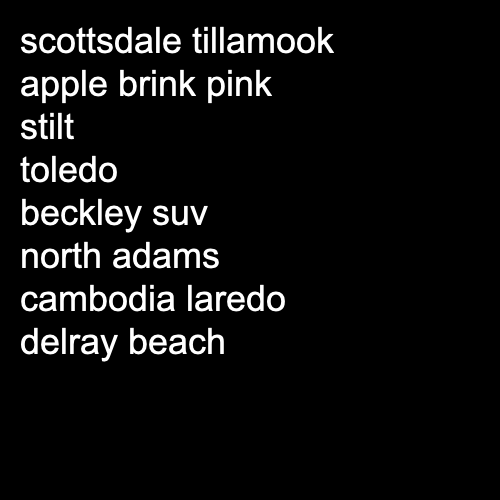 scottsdale tillamook
apple brink pink
stilt
toledo
beckley suv
north adams
cambodia laredo
delray beach